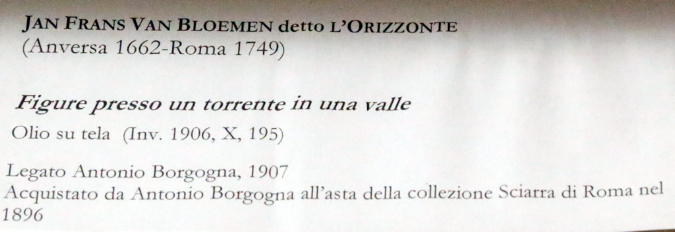 JAN FRANS VAN BLOEMEN detto L'ORIZZONTE
(Anversa 1662-Roma 1749)
Figure presso un torrente in una valle
Olio su tela (Inv. 1906, X, 195)
Legato Antonio Borgogna, 1907
Acquistato da Antonio Borgogna all'asta della collezione Sciarra di Roma nel
1896